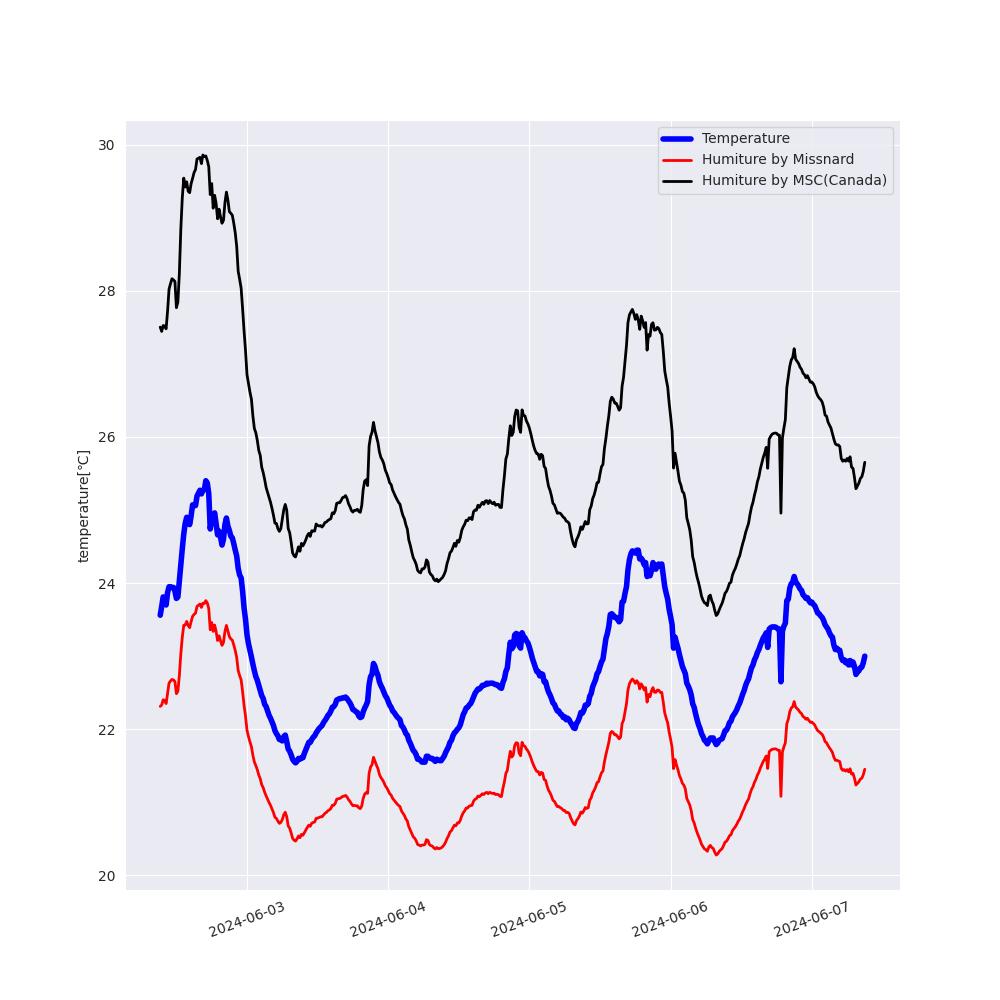 30
28
26
24
22
20
temperature[℃]
Temperature
Humiture by Missnard
Humiture by MSC(Canada)
2024-06-03
2024-06-04
2024-06-05
2024-06-06
2024-06-07